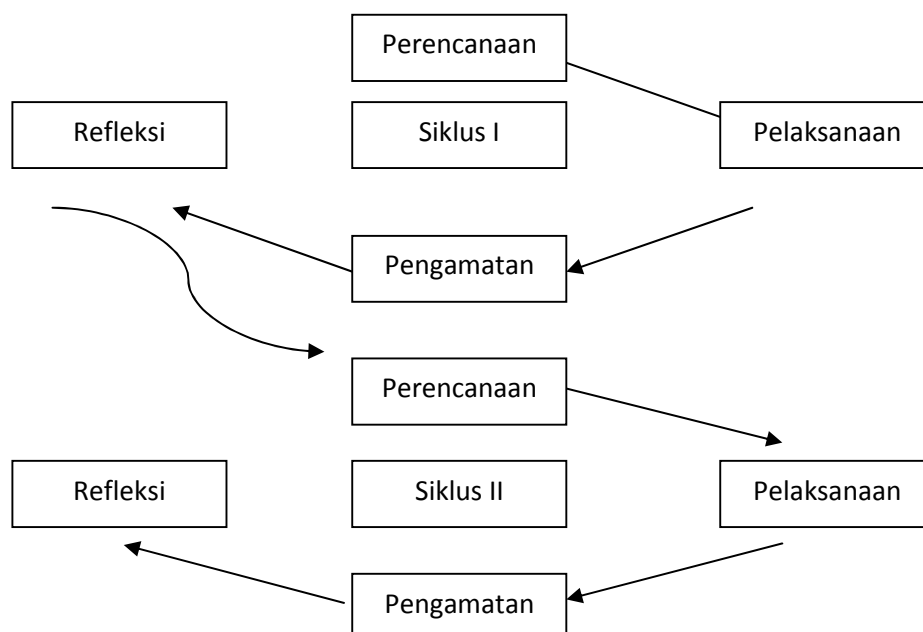 Perencanaan
Refleksi
Siklus I
Pelaksanaan
Pengamatan
Perencanaan
Refleksi
Siklus II
Pelaksanaan
Pengamatan